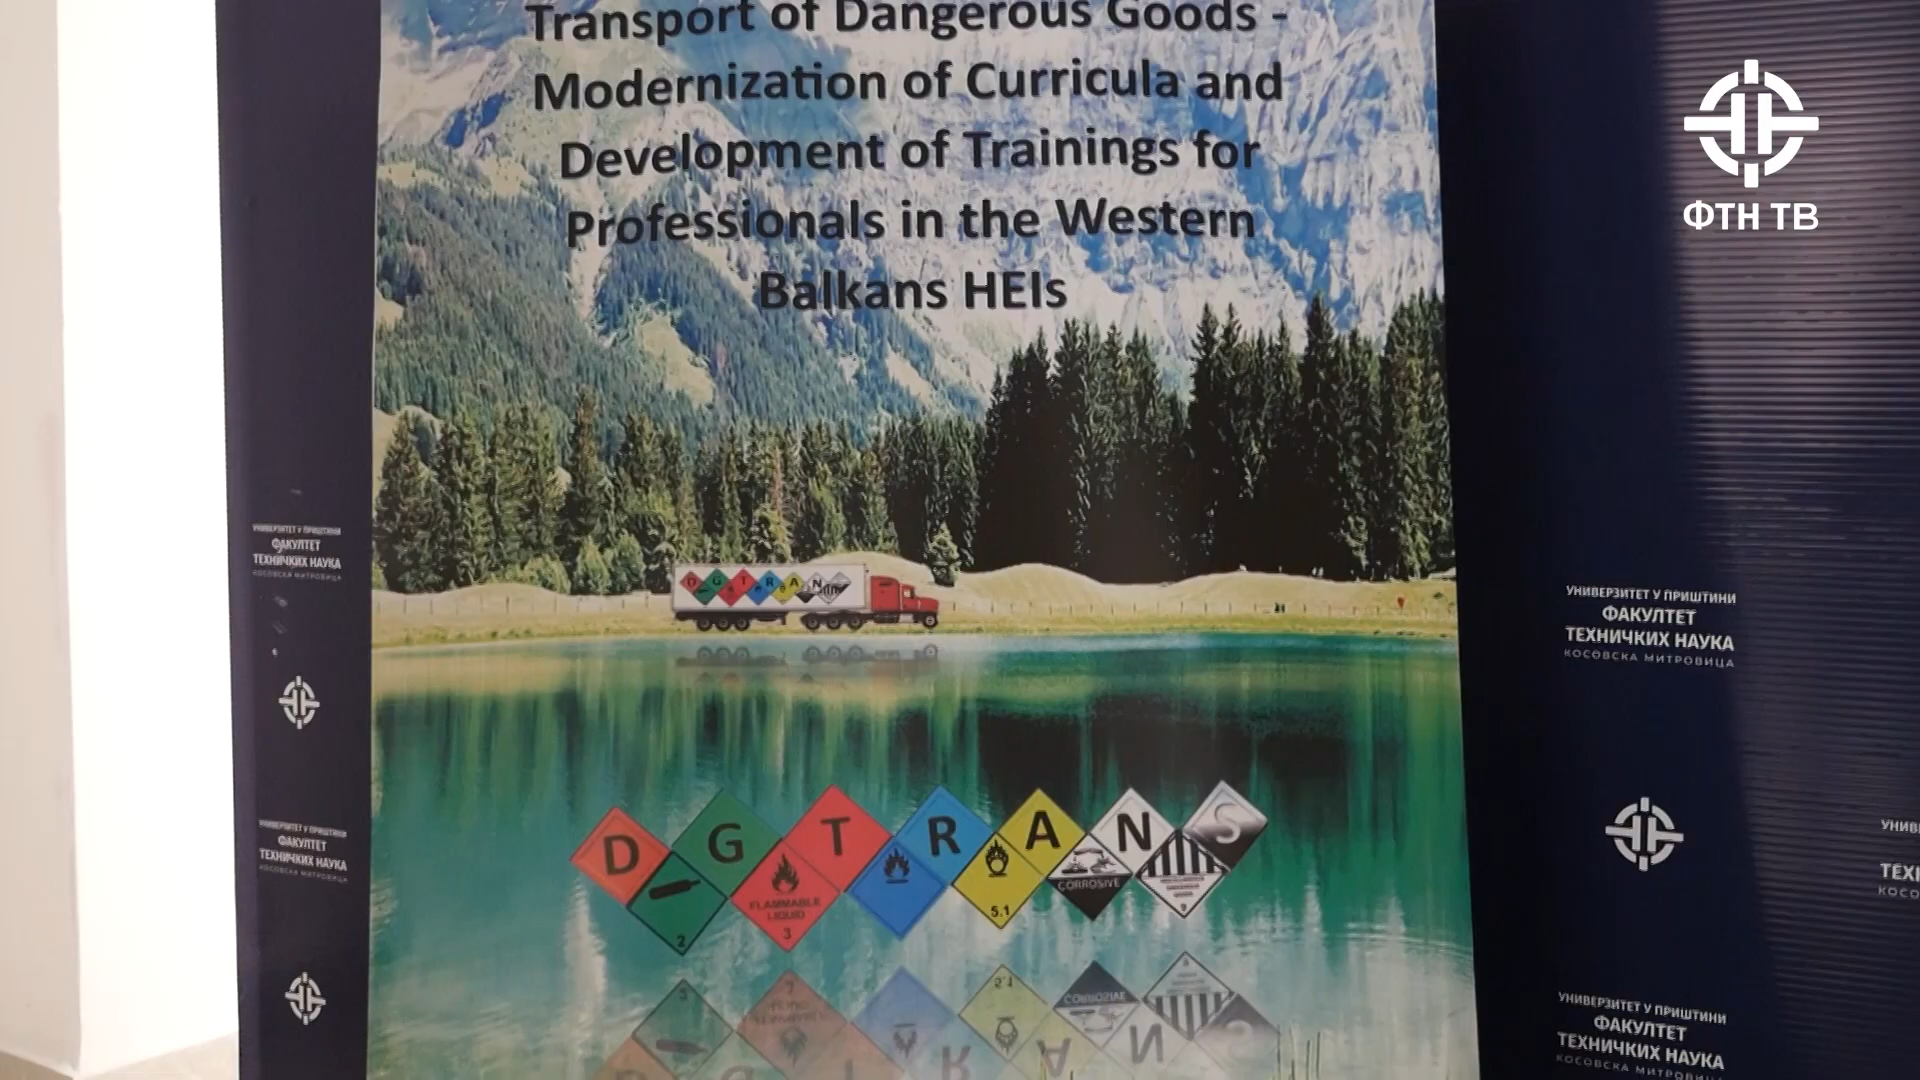 Transport of Dangerous Goods -
Modernization of Curricula and
Development of Trainings for
Professionals in the Western
Balkans HEIs
ФТН ТВ
D G T R A N
D G T R A N S
2
FLAMMABLE
LIQUID
3
5.1
CORROSIVE
9
УНИВЕРЗИТЕТ У ПРИШТИНИ
ФАКУЛТЕТ
ТЕХНИЧКИХ НАУКА
КОСОВСКА МИТРОВИЦА
УНИВЕРЗИТЕТ У ПРИШТИНИ
ФАКУЛТЕТ
ТЕХНИЧКИХ НАУКА
КОСОВСКА МИТРОВИЦА
УНИВЕРЗИТЕТ У ПРИШТИНИ
ФАКУЛТЕТ
ТЕХНИЧКИХ НАУКА
КОСОВСКА МИТРОВИЦА
УНИВЕРЗИТЕТ У ПРИШТИНИ
ФАКУЛТЕТ
ТЕХНИЧКИХ НАУКА
КОСОВСКА МИТРОВИЦА